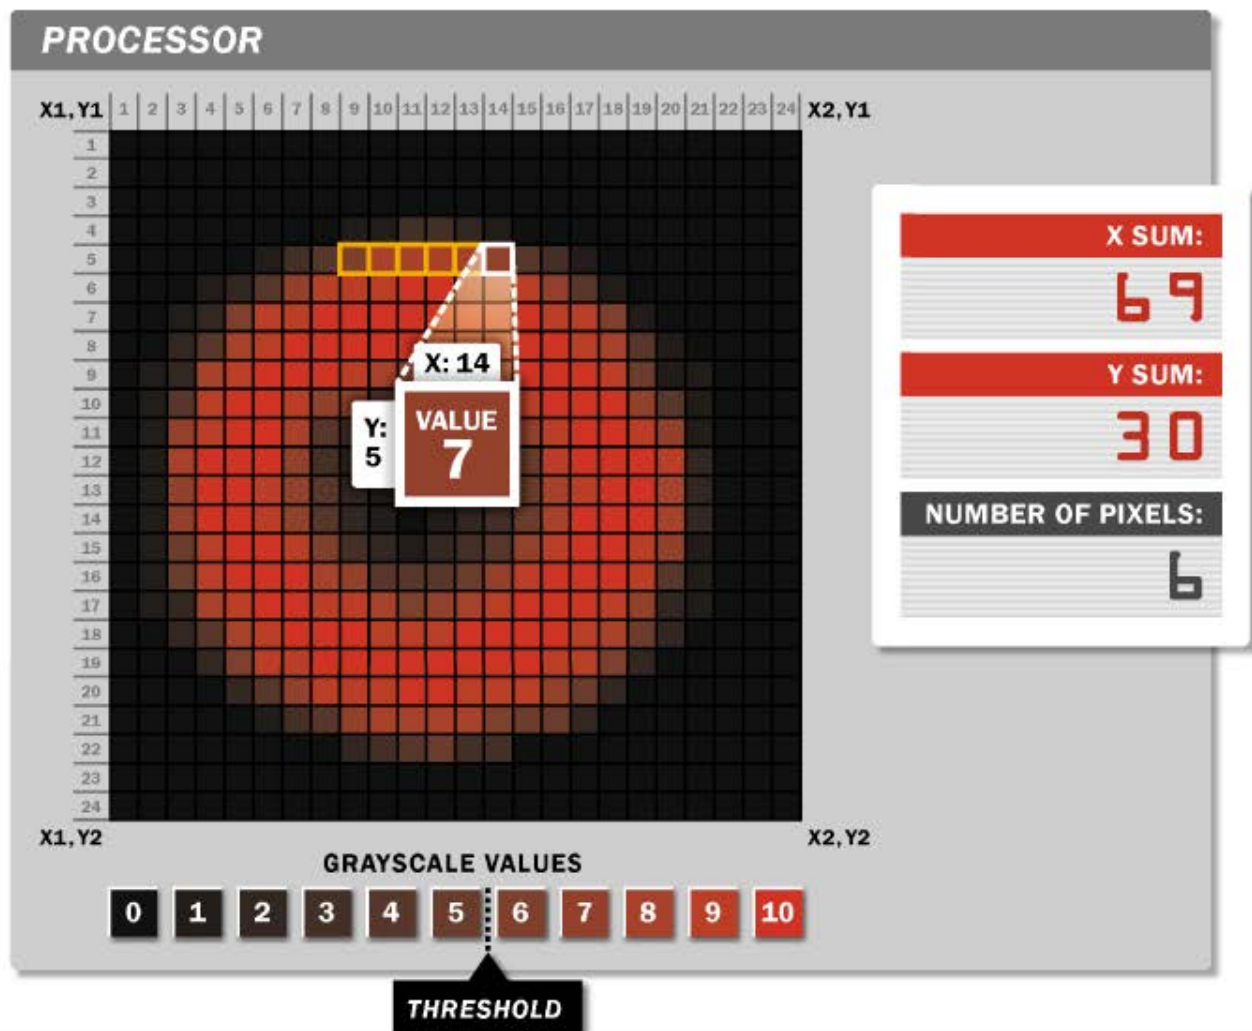 PROCESSOR
X1, Y1 1 2 3 4 5 6 7 8 9 10 11 12 13 14 15 16 17 18 19 20 21 22 23 24 X2, Y1
1
2
3
4
5
6
7
8
9
10
11
12
13
14
15
16
17
18
19
20
21
22
23
24
X: 14
Y:
5
VALUE
7
X SUM:
69
Y SUM:
30
NUMBER OF PIXELS:
6
X1, Y2
X2, Y2
GRAYSCALE VALUES
0 1 2 3 4 5 6 7 8 9 10
THRESHOLD